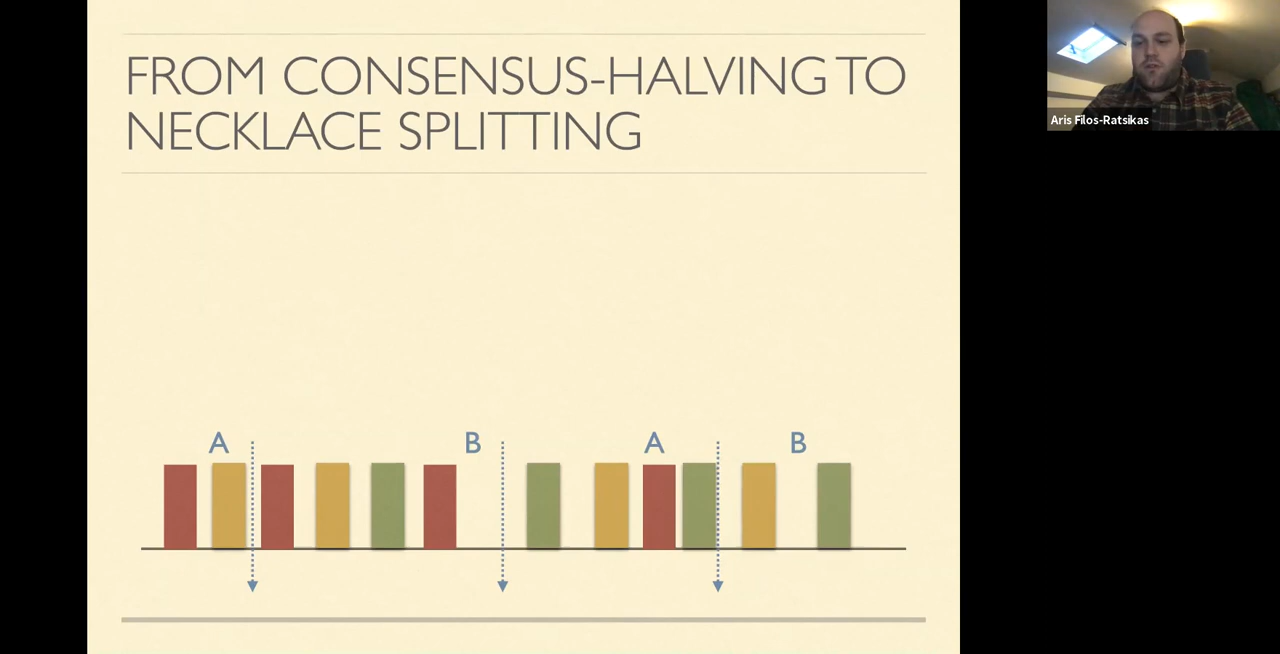 FROM CONSENSUS-HALVING TO
NECKLACE SPLITTING
A B A B
Aris Filos-Ratsikas